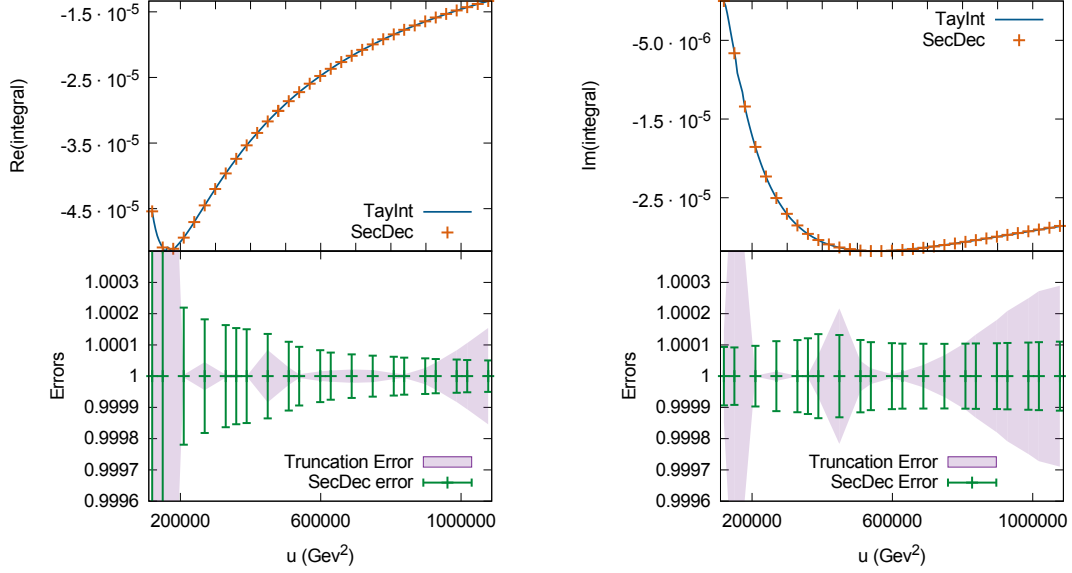 -1.5 · 10^-5
-2.5 · 10^-5
-3.5 · 10^-5
-4.5 · 10^-5
Re(integral)
TayInt
SecDec
1.0003
1.0002
1.0001
1
0.9999
0.9998
0.9997
0.9996
Errors
Truncation Error
SecDec error
200000
600000
1000000
u (Gev²)
-5.0 · 10^-6
-1.5 · 10^-5
-2.5 · 10^-5
Im(integral)
TayInt
SecDec
1.0003
1.0002
1.0001
1
0.9999
0.9998
0.9997
0.9996
Errors
Truncation Error
SecDec Error
200000
600000
1000000
u (Gev²)